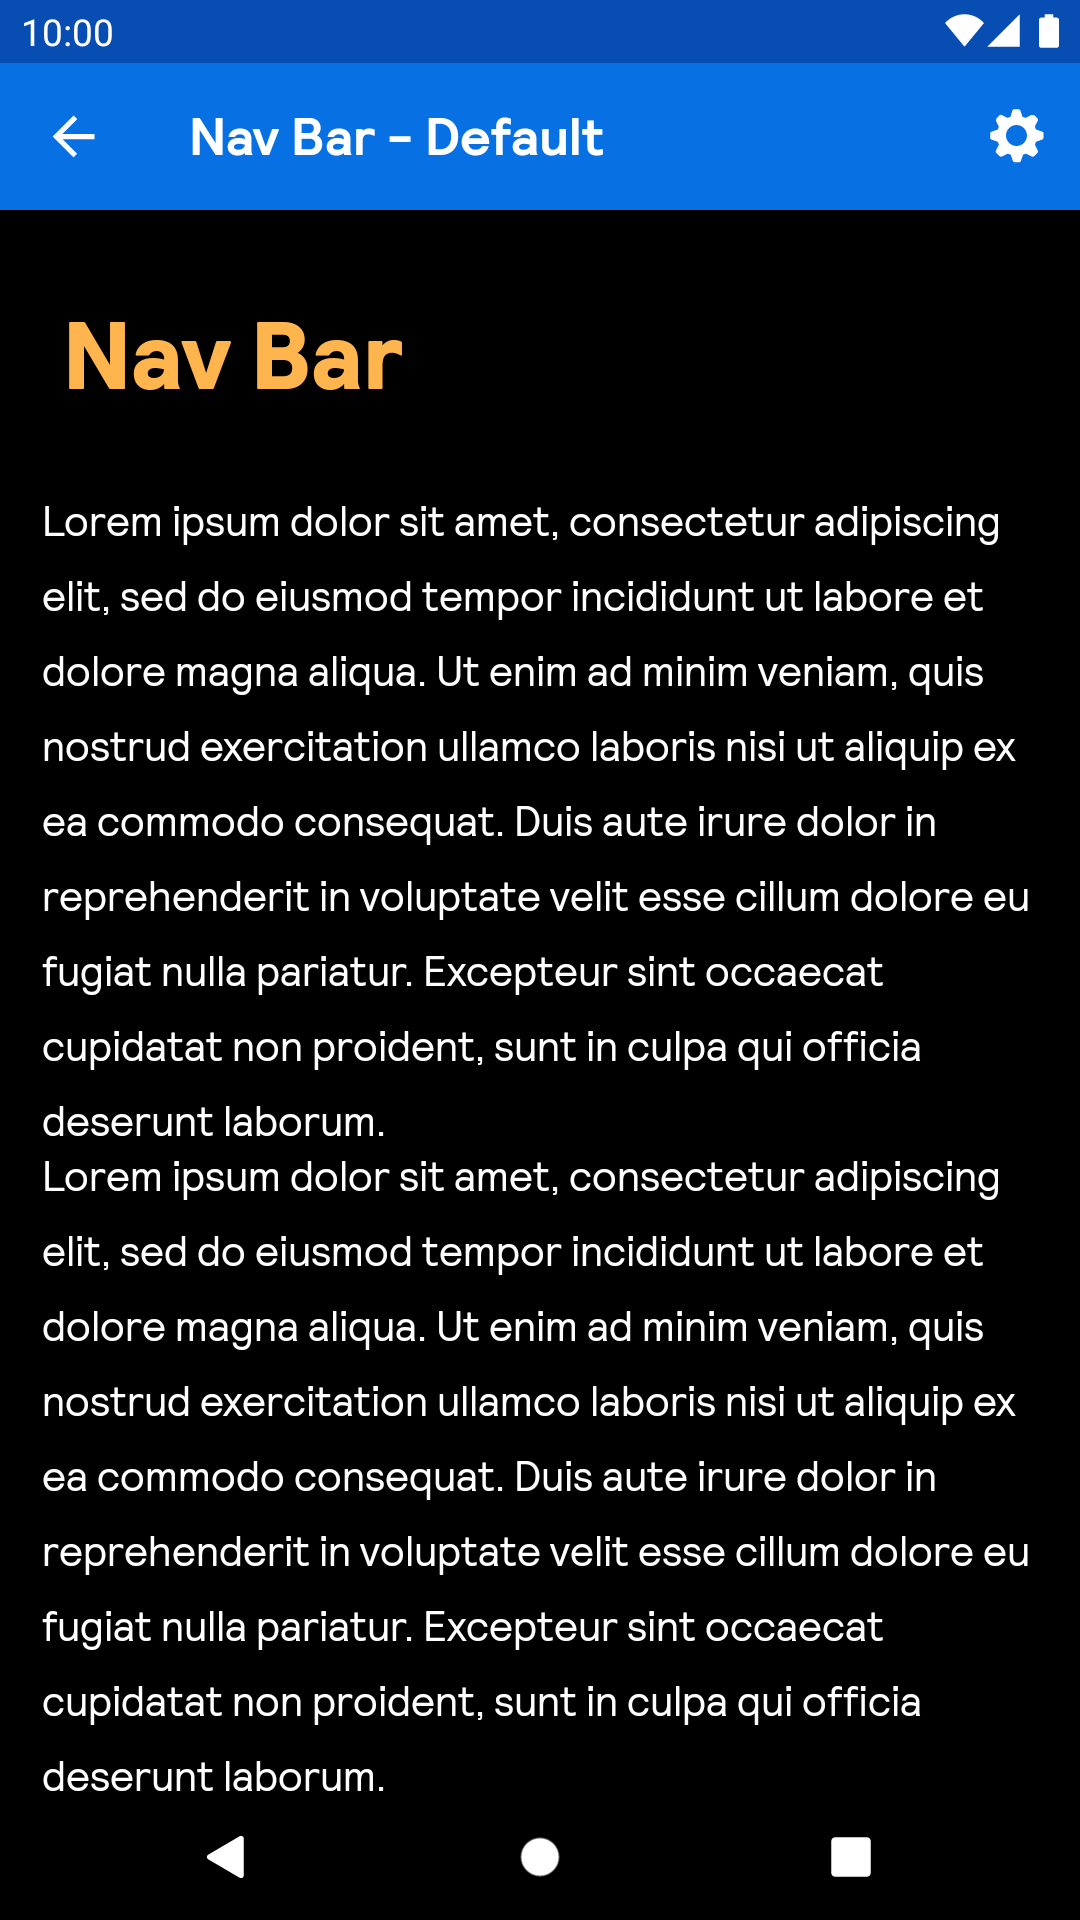 10:00
Nav Bar - Default
Nav Bar
Lorem ipsum dolor sit amet, consectetur adipiscing
elit, sed do eiusmod tempor incididunt ut labore et
dolore magna aliqua. Ut enim ad minim veniam, quis
nostrud exercitation ullamco laboris nisi ut aliquip ex
ea commodo consequat. Duis aute irure dolor in
reprehenderit in voluptate velit esse cillum dolore eu
fugiat nulla pariatur. Excepteur sint occaecat
cupidatat non proident, sunt in culpa qui officia
deserunt laborum.
Lorem ipsum dolor sit amet, consectetur adipiscing
elit, sed do eiusmod tempor incididunt ut labore et
dolore magna aliqua. Ut enim ad minim veniam, quis
nostrud exercitation ullamco laboris nisi ut aliquip ex
ea commodo consequat. Duis aute irure dolor in
reprehenderit in voluptate velit esse cillum dolore eu
fugiat nulla pariatur. Excepteur sint occaecat
cupidatat non proident, sunt in culpa qui officia
deserunt laborum.